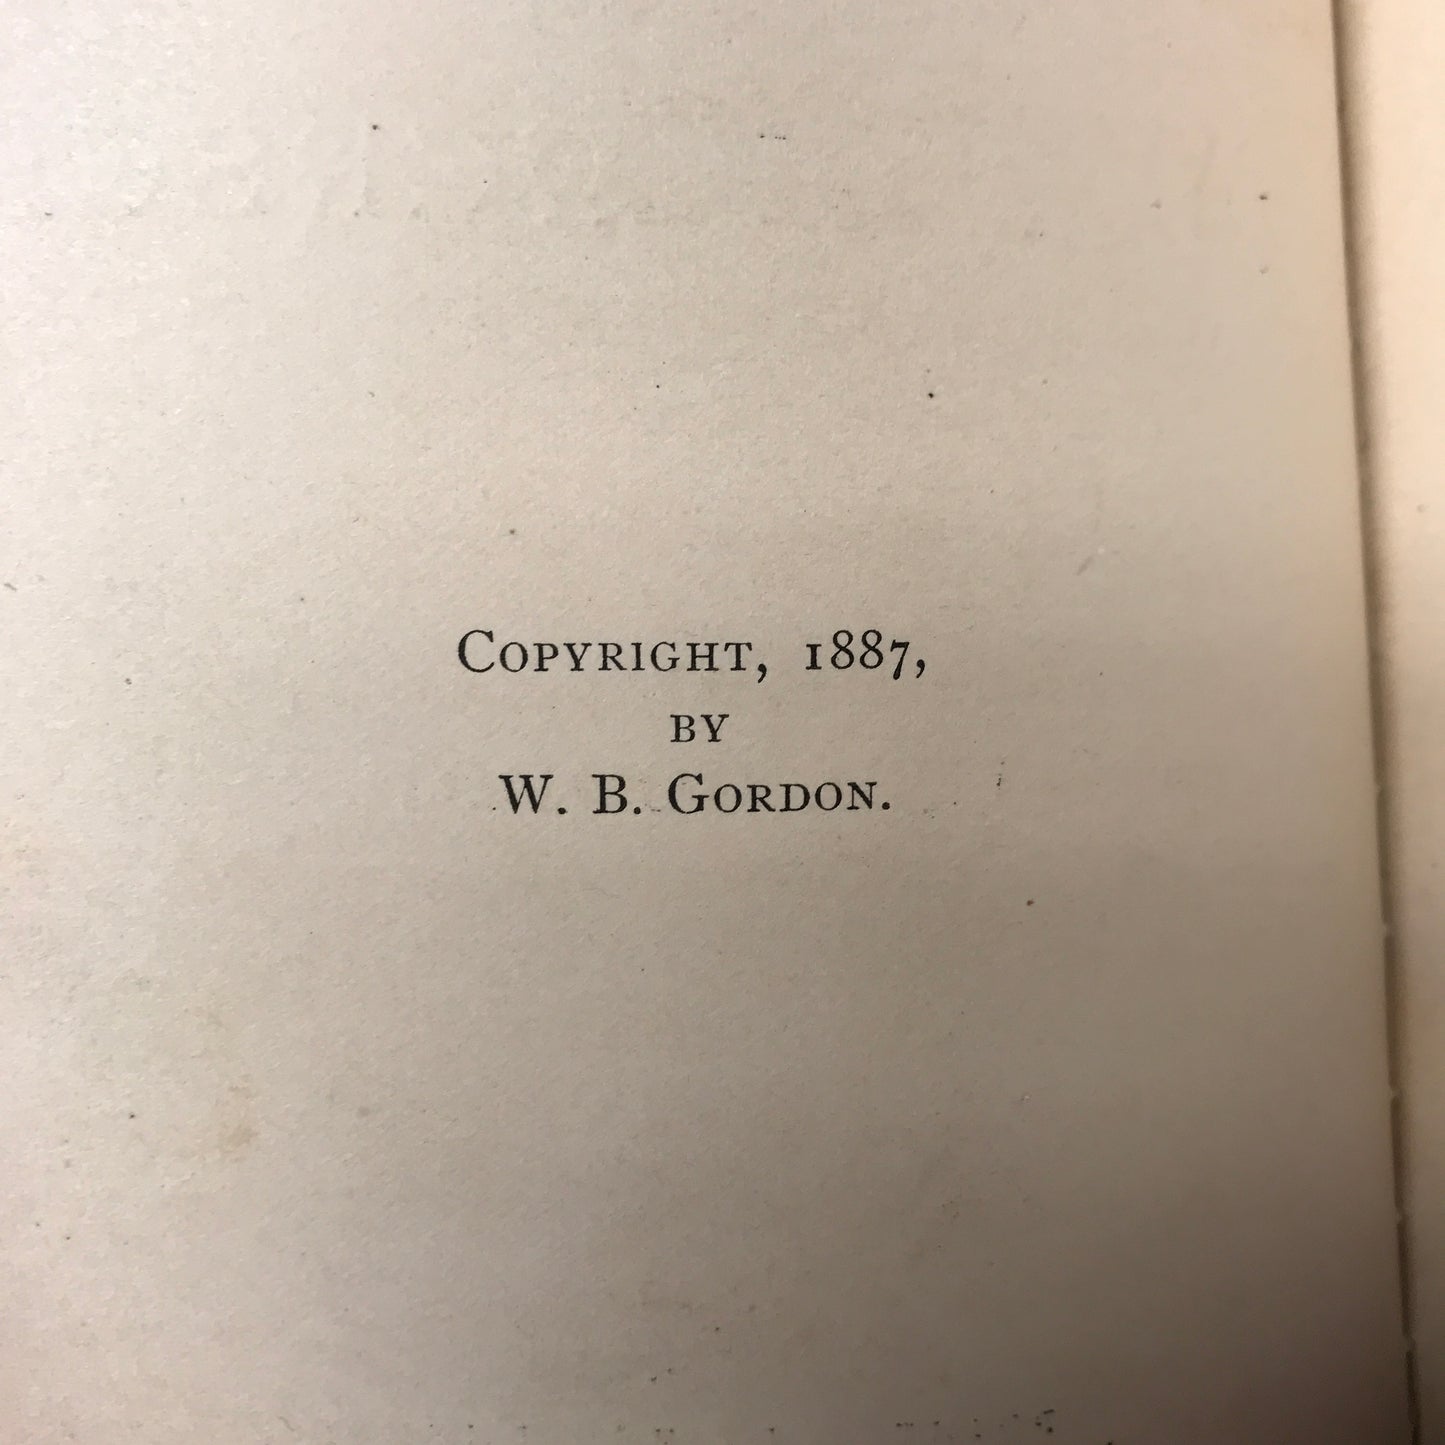 Copyright, 1887,
by
W. B. Gordon.